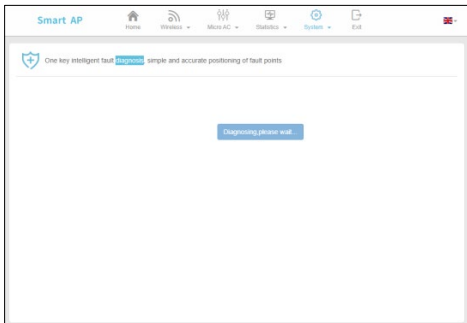 Smart AP
Home Wireless Micro AC Statistics System Exit
One key intelligent fault diagnosis, simple and accurate positioning of fault points
Diagnosing,please wait...